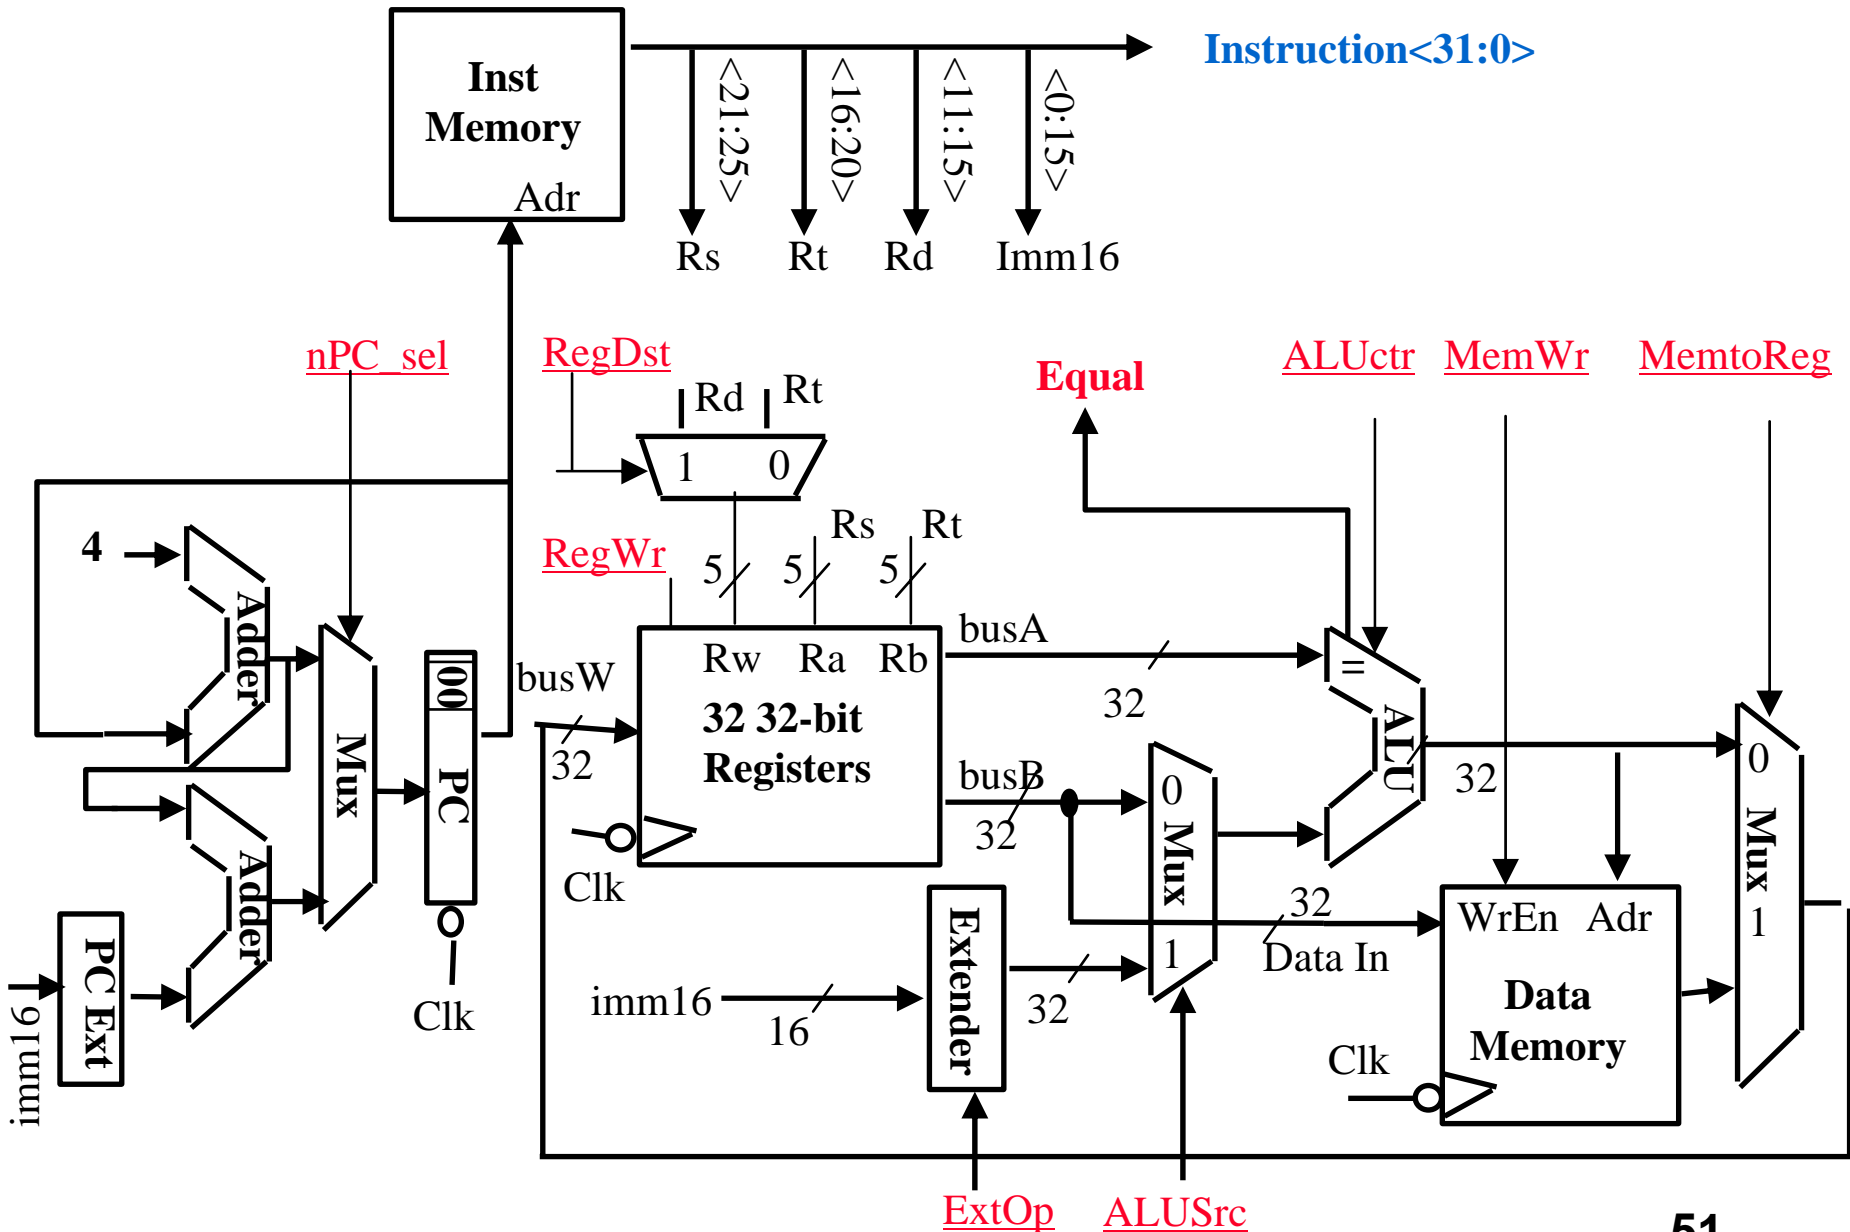 Inst
Memory
Adr
Instruction<31:0>
<21:25>
<16:20>
<11:15>
<0:15>
Rs
Rt
Rd
Imm16
nPC_sel
RegDst
Equal
ALUctr
MemWr
MemtoReg
Rd
Rt
1
0
4
Adder
RegWr
5
5
5
Rs
Rt
Rw
Ra
Rb
32 32-bit
Registers
busW
32
busA
32
busB
32
=
ALU
32
0
Mux
1
0
Mux
1
Mux
00
PC
Clk
Clk
Adder
PC Ext
imm16
imm16
16
Extender
32
32
Data In
WrEn
Adr
Data
Memory
Clk
ExtOp
ALUSrc
51